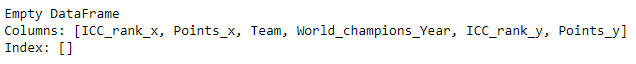 Empty DataFrame
Columns: [ICC_rank_x, Points_x, Team, World_champions_Year, ICC_rank_y, Points_y]
Index: []